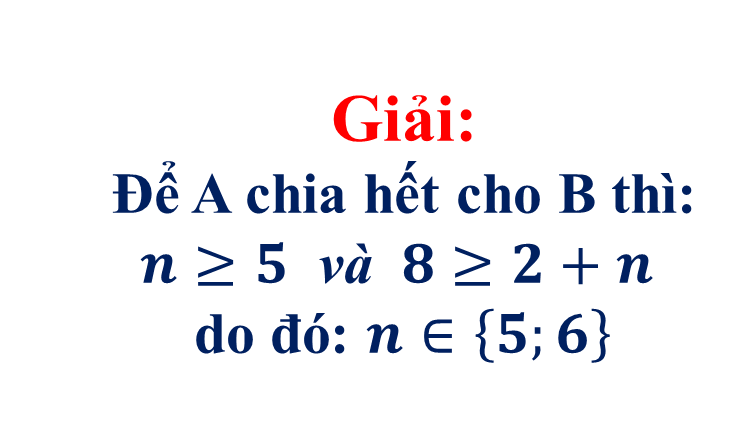 Giải:
Để A chia hết cho B thì:
n ≥ 5 và 8 ≥ 2 + n
do đó: n ∈ {5; 6}